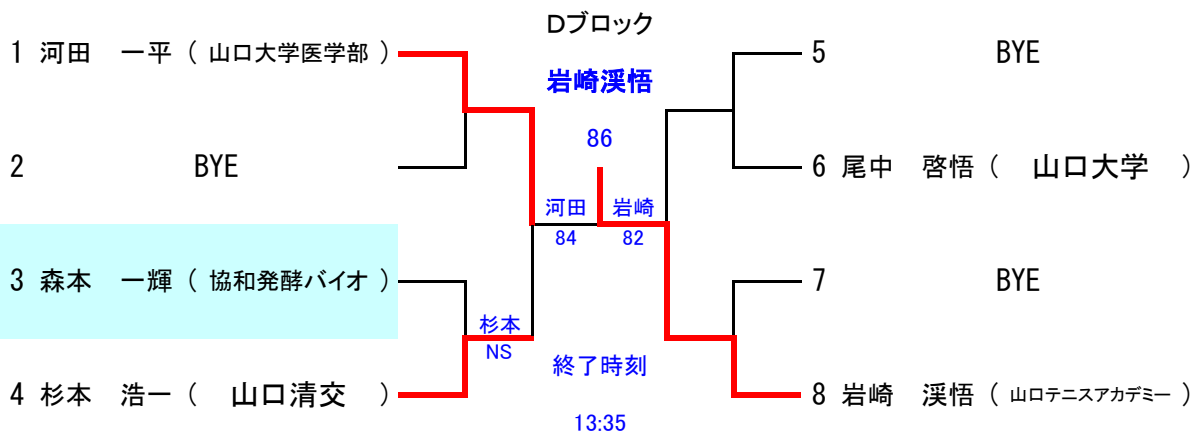 Dブロック
1 河田 一平 ( 山口大学医学部 )
岩崎渓悟
5 BYE
86
2 BYE
6 尾中 啓悟 ( 山口大学 )
河田 岩崎
84 82
3 森本 一輝 ( 協和発酵バイオ )
7 BYE
杉本
NS
終了時刻
4 杉本 浩一 ( 山口清交 )
8 岩崎 渓悟 ( 山口テニスアカデミー )
13:35